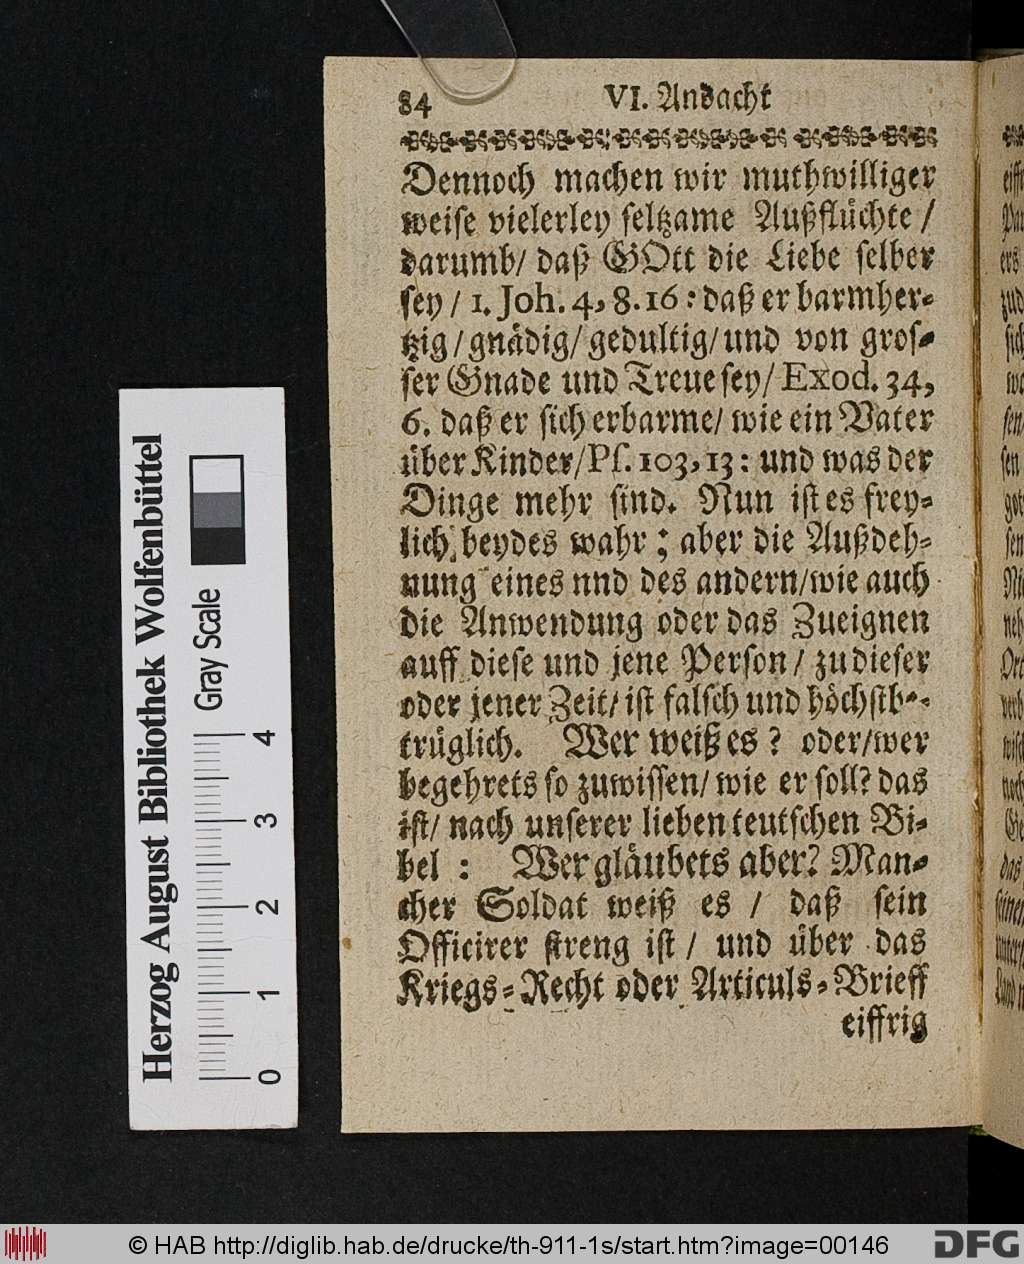 84 VI. Andacht
Dennoch machen wir muthwilliger
weise vielerley seltzame Außflüchte /
darumb/ daß GOtt die Liebe selber
sey / 1. Joh. 4, 8. 16: daß er barmher-
tzig / gnädig/ gedultig/ und von gros-
ser Gnade und Treue sey/ Exod. 34,
6. daß er sich erbarme/ wie ein Vater
über Kinder/Ps. 103, 13: und was der
Dinge mehr sind. Nun ist es frey-
lich beydes wahr; aber die Außdeh-
nung eines nnd des andern/wie auch
die Anwendung oder das Zueignen
auff diese und jene Person / zu dieser
oder jener Zeit/ ist falsch und höchstb-
trüglich. Wer weiß es? oder/wer
begehrets so zuwissen/ wie er soll? das
ist/ nach unserer lieben teutschen Bi-
bel : Wer gläubets aber? Man-
cher Soldat weiß es / daß sein
Officirer streng ist / und über das
Kriegs-Recht oder Articuls-Brieff
eiffrig
Herzog August Bibliothek Wolfenbüttel
Gray Scale
0 1 2 3 4
© HAB http://diglib.hab.de/drucke/th-911-1s/start.htm?image=00146
DFG